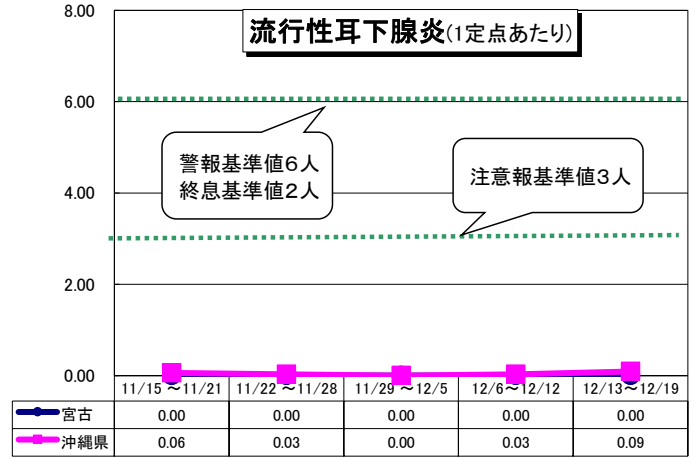 流行性耳下腺炎(1定点あたり)
8.00
6.00
警報基準値6人
終息基準値2人
注意報基準値3人
4.00
2.00
0.00
11/15 ～11/21 11/22 ～11/28 11/29 ～12/5 12/6～12/12 12/13～12/19
宮古 0.00 0.00 0.00 0.00 0.00
沖縄県 0.06 0.03 0.00 0.03 0.09